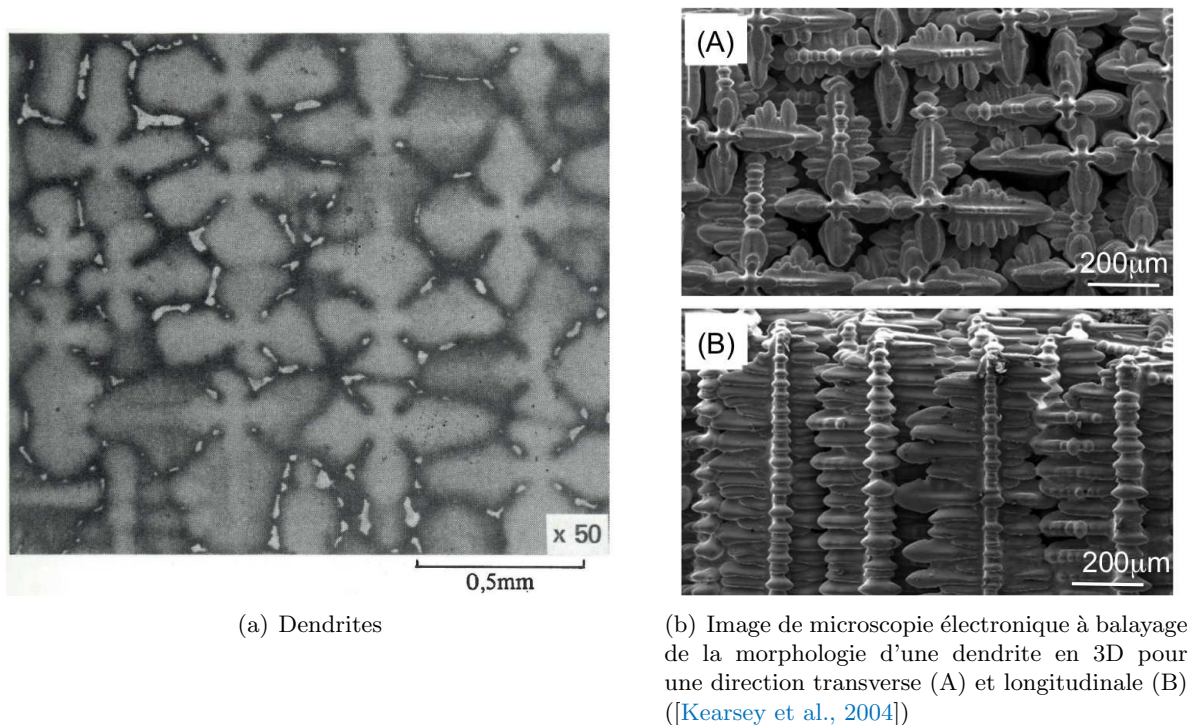 x 50
0,5mm
(a) Dendrites
(A)
200μm
(B)
200μm
(b) Image de microscopie électronique à balayage
de la morphologie d'une dendrite en 3D pour
une direction transverse (A) et longitudinale (B)
([Kearsey et al., 2004])